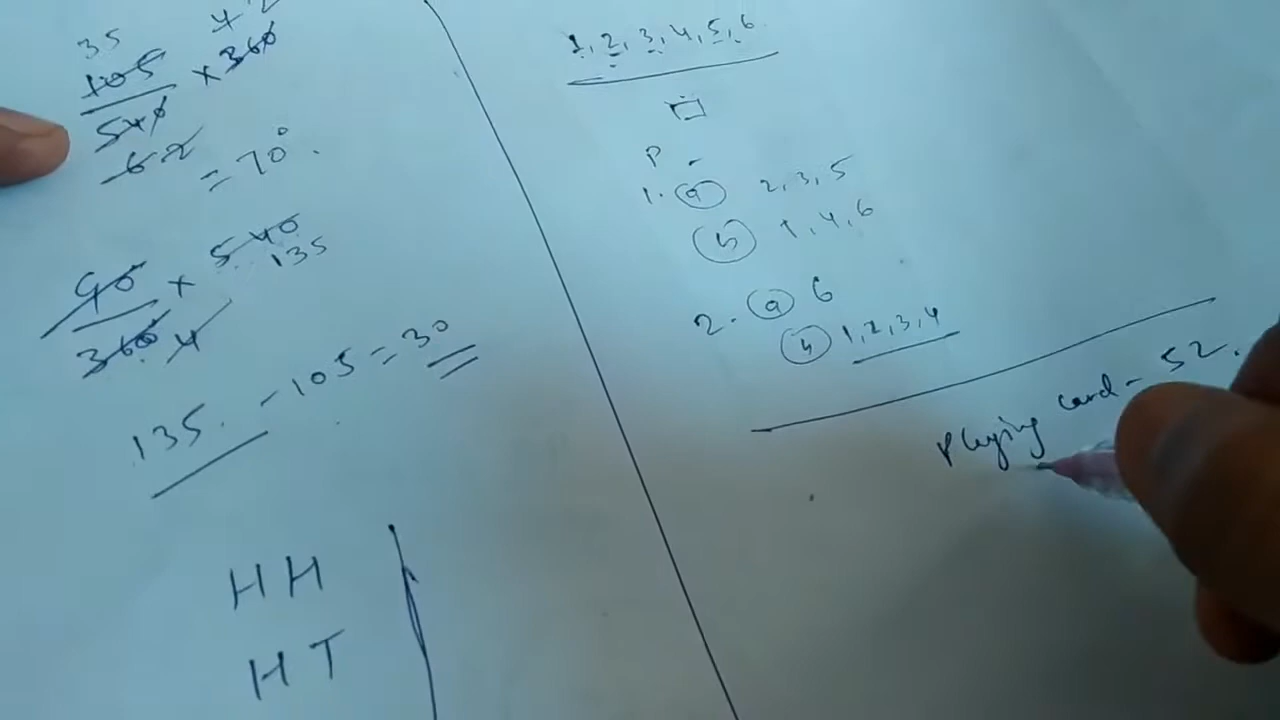 35 42
105/540 × 360
6 2
= 70°.
90/360 × 540
4 135
135. - 105 = 30
HH
HT
1, 2, 3, 4, 5, 6
P -
1. a 2, 3, 5
b 1, 4, 6
2. a 6
b 1, 2, 3, 4
Playing card - 52.